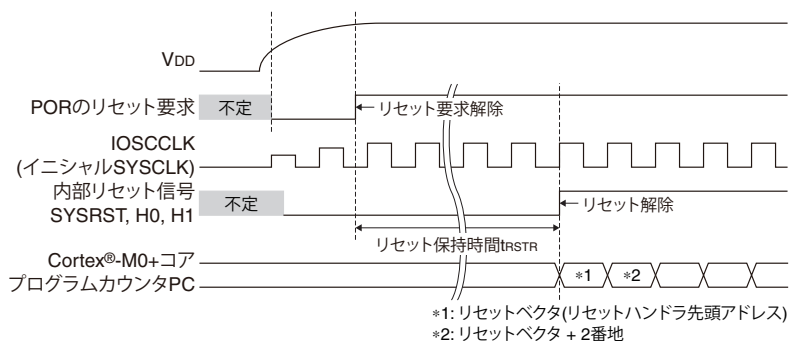 VDD
PORのリセット要求
不定
リセット要求解除
IOSCCLK
(イニシャルSYSCLK)
内部リセット信号
SYSRST, H0, H1
不定
リセット解除
リセット保持時間tRSTR
Cortex®-M0+コア
プログラムカウンタPC
*1
*2
*1: リセットベクタ(リセットハンドラ先頭アドレス)
*2: リセットベクタ + 2番地